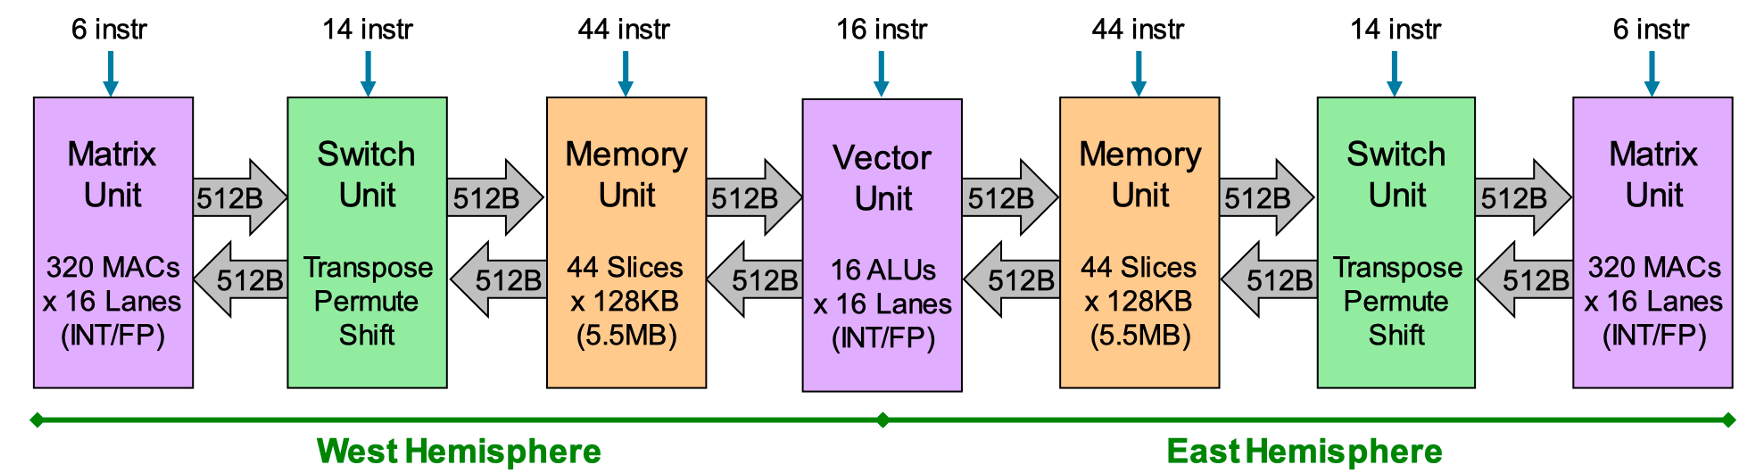 6 instr
14 instr
44 instr
16 instr
44 instr
14 instr
6 instr
Matrix
Unit
320 MACs
x 16 Lanes
(INT/FP)
512B
512B
Switch
Unit
Transpose
Permute
Shift
512B
512B
Memory
Unit
44 Slices
x 128KB
(5.5MB)
512B
512B
Vector
Unit
16 ALUs
x 16 Lanes
(INT/FP)
512B
512B
Memory
Unit
44 Slices
x 128KB
(5.5MB)
512B
512B
Switch
Unit
Transpose
Permute
Shift
512B
512B
Matrix
Unit
320 MACs
x 16 Lanes
(INT/FP)
West Hemisphere
East Hemisphere